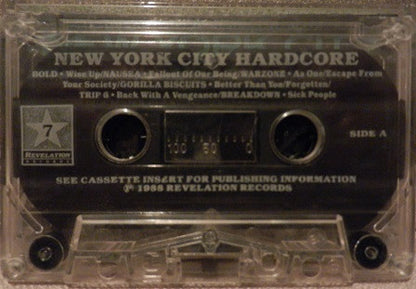 NEW YORK CITY HARDCORE
BOLD • Wise Up/NAUSEA • Fallout Of Our Being/WARZONE • As One/Escape From
Your Society/GORILLA BISCUITS • Better Than You/Forgotten/
TRIP 6 • Back With A Vengeance/BREAKDOWN • Sick People
7
REVELATION
RECORDS
100 50 0
SIDE A
SEE CASSETTE INSERT FOR PUBLISHING INFORMATION
℗ 1988 REVELATION RECORDS